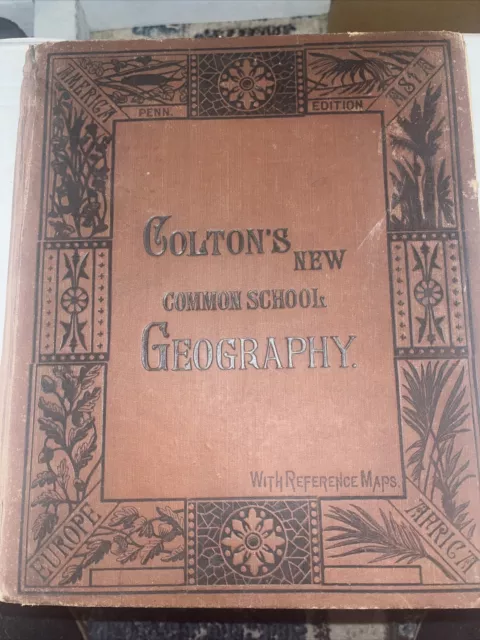 AMERICA
PENN. EDITION
ASIA
COLTON'S
NEW
COMMON SCHOOL
GEOGRAPHY.
WITH REFERENCE MAPS.
EUROPE
AFRICA